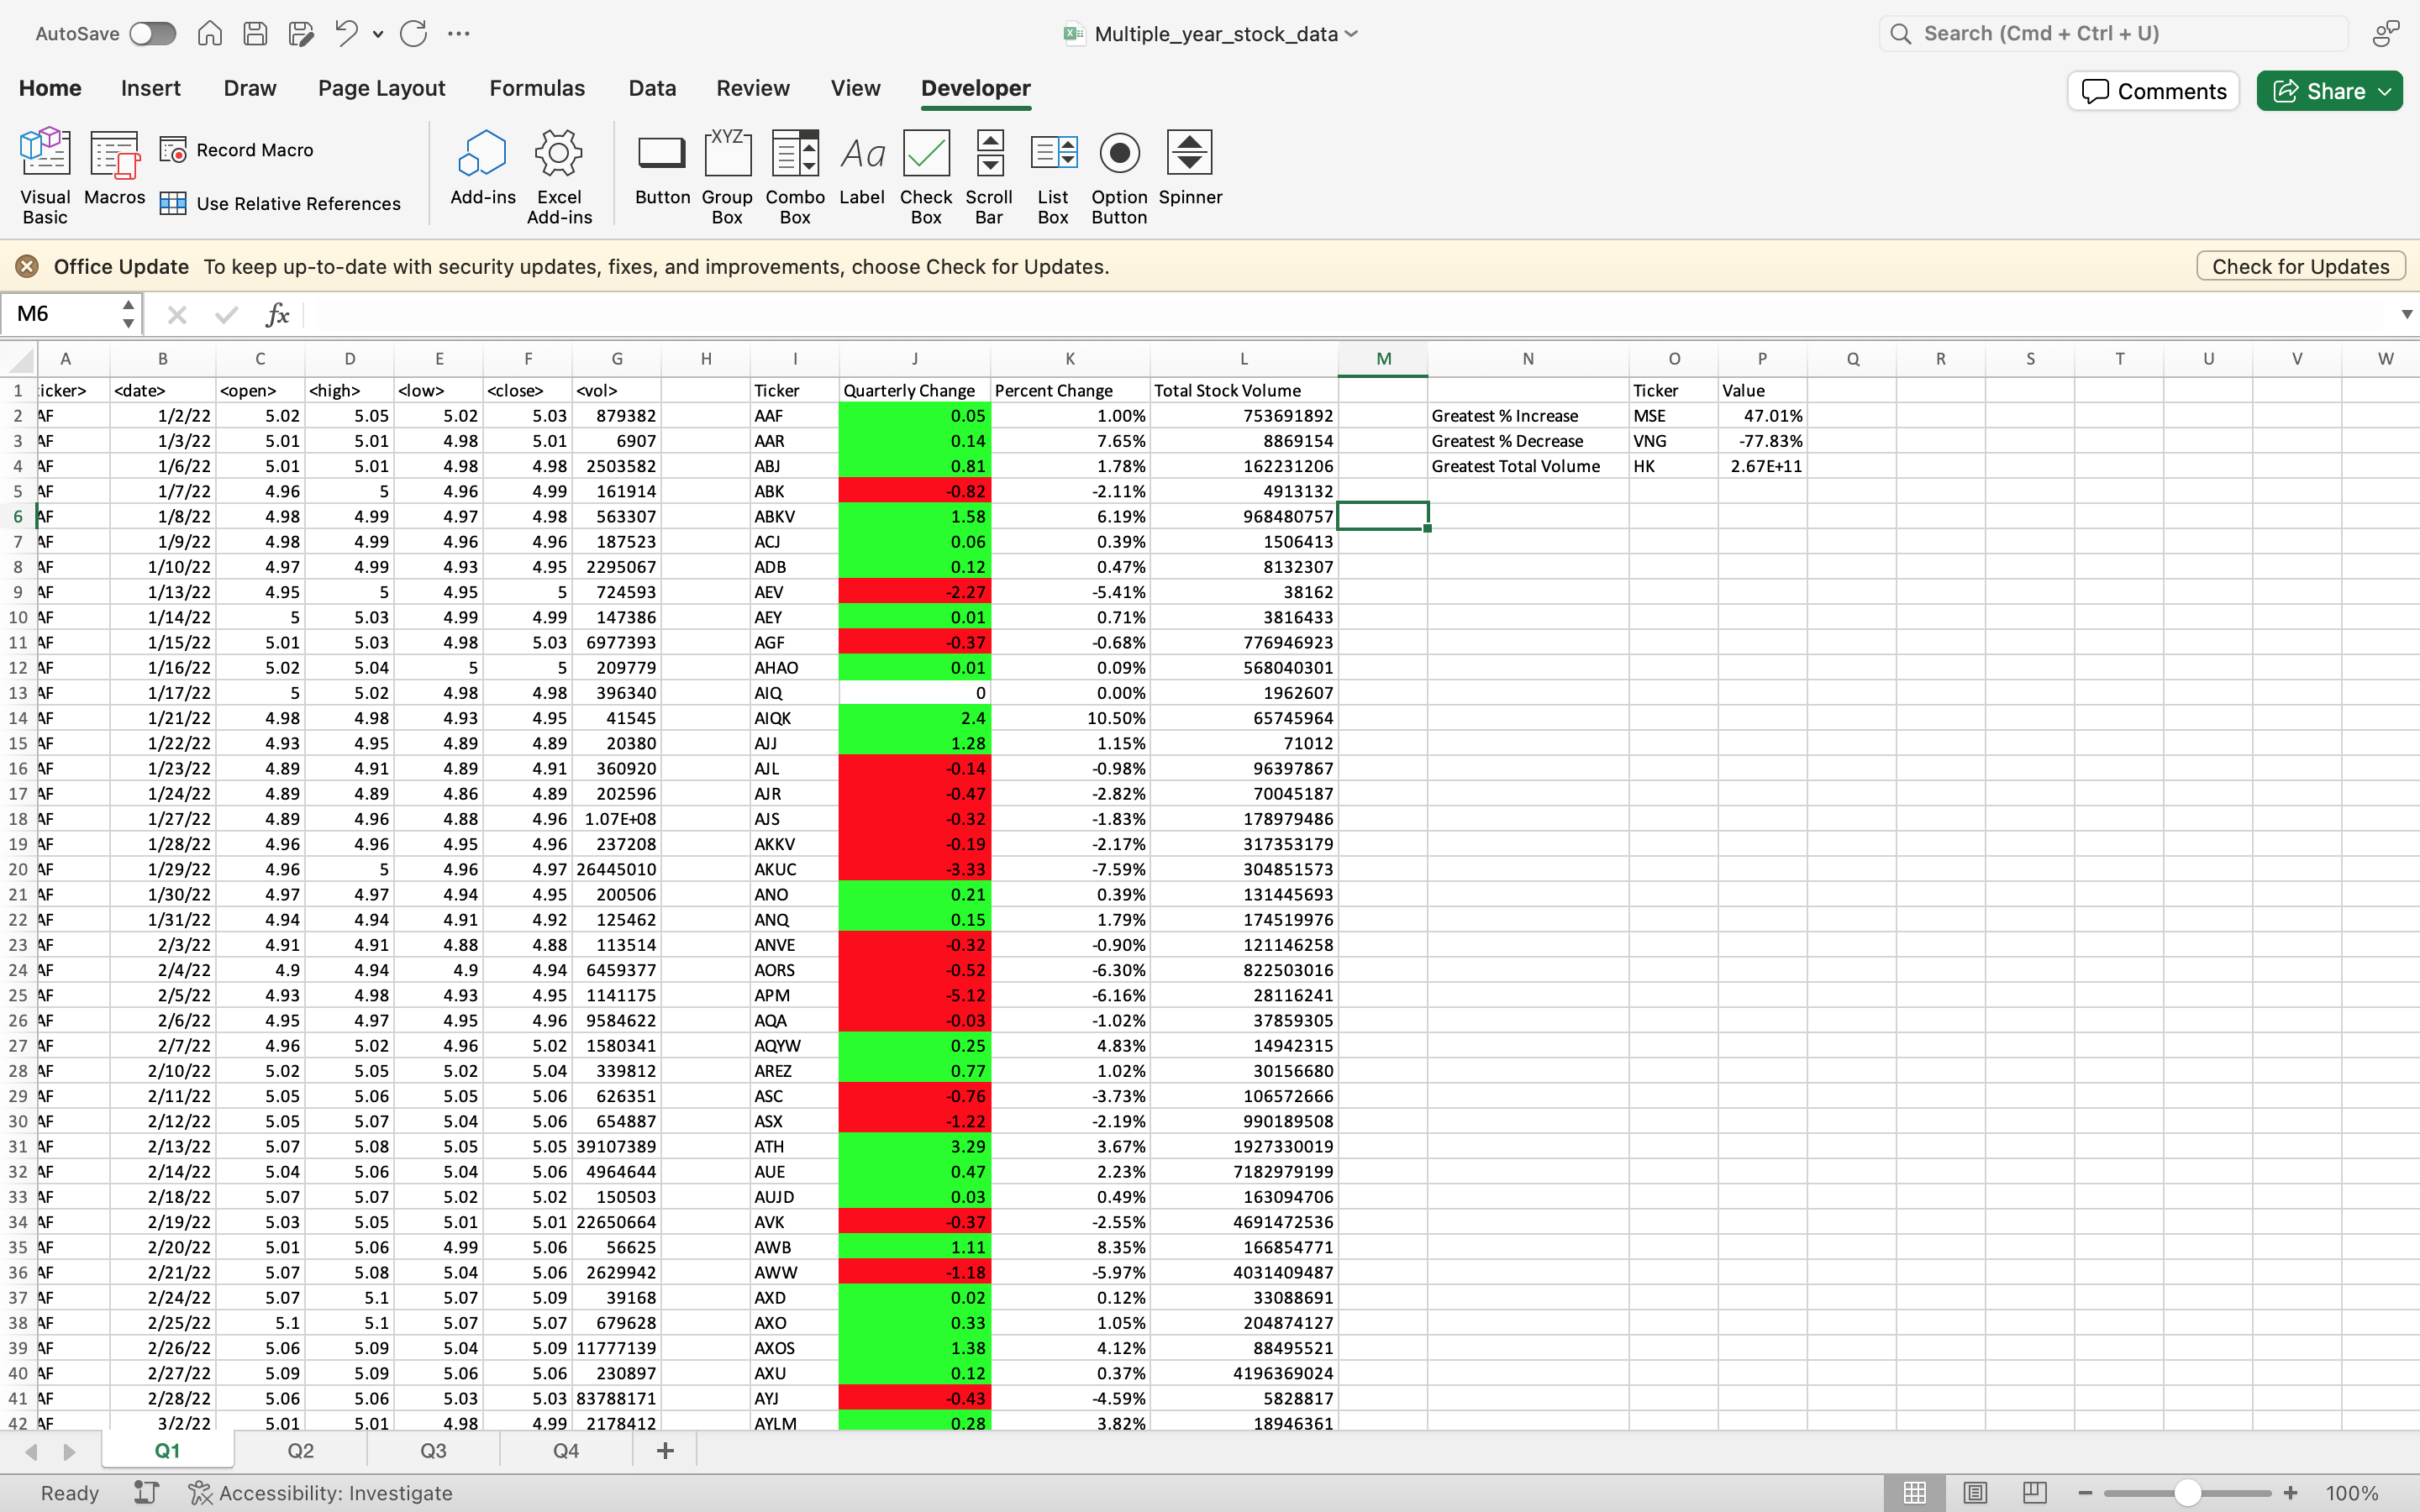 AutoSave
Multiple_year_stock_data
Search (Cmd + Ctrl + U)
Home Insert Draw Page Layout Formulas Data Review View Developer
Comments Share
Visual Basic
Macros
Record Macro
Use Relative References
Add-ins
Excel Add-ins
Button
XYZ
Group Box
Combo Box
Aa
Label
Check Box
Scroll Bar
List Box
Option Button
Spinner
Office Update To keep up-to-date with security updates, fixes, and improvements, choose Check for Updates. Check for Updates
M6 fx
A B C D E F G H I J K L M N O P Q R S T U V W
1 icker> <date> <open> <high> <low> <close> <vol> Ticker Quarterly Change Percent Change Total Stock Volume Ticker Value
2 AF 1/2/22 5.02 5.05 5.02 5.03 879382 AAF 0.05 1.00% 753691892 Greatest % Increase MSE 47.01%
3 AF 1/3/22 5.01 5.01 4.98 5.01 6907 AAR 0.14 7.65% 8869154 Greatest % Decrease VNG -77.83%
4 AF 1/6/22 5.01 5.01 4.98 4.98 2503582 ABJ 0.81 1.78% 162231206 Greatest Total Volume HK 2.67E+11
5 AF 1/7/22 4.96 5 4.96 4.99 161914 ABK -0.82 -2.11% 4913132
6 AF 1/8/22 4.98 4.99 4.97 4.98 563307 ABKV 1.58 6.19% 968480757
7 AF 1/9/22 4.98 4.99 4.96 4.96 187523 ACJ 0.06 0.39% 1506413
8 AF 1/10/22 4.97 4.99 4.93 4.95 2295067 ADB 0.12 0.47% 8132307
9 AF 1/13/22 4.95 5 4.95 5 724593 AEV -2.27 -5.41% 38162
10 AF 1/14/22 5 5.03 4.99 4.99 147386 AEY 0.01 0.71% 3816433
11 AF 1/15/22 5.01 5.03 4.98 5.03 6977393 AGF -0.37 -0.68% 776946923
12 AF 1/16/22 5.02 5.04 5 5 209779 AHAO 0.01 0.09% 568040301
13 AF 1/17/22 5 5.02 4.98 4.98 396340 AIQ 0 0.00% 1962607
14 AF 1/21/22 4.98 4.98 4.93 4.95 41545 AIQK 2.4 10.50% 65745964
15 AF 1/22/22 4.93 4.95 4.89 4.89 20380 AJJ 1.28 1.15% 71012
16 AF 1/23/22 4.89 4.91 4.89 4.91 360920 AJL -0.14 -0.98% 96397867
17 AF 1/24/22 4.89 4.89 4.86 4.89 202596 AJR -0.47 -2.82% 70045187
18 AF 1/27/22 4.89 4.96 4.88 4.96 1.07E+08 AJS -0.32 -1.83% 178979486
19 AF 1/28/22 4.96 4.96 4.95 4.96 237208 AKKV -0.19 -2.17% 317353179
20 AF 1/29/22 4.96 5 4.96 4.97 26445010 AKUC -3.33 -7.59% 304851573
21 AF 1/30/22 4.97 4.97 4.94 4.95 200506 ANO 0.21 0.39% 131445693
22 AF 1/31/22 4.94 4.94 4.91 4.92 125462 ANQ 0.15 1.79% 174519976
23 AF 2/3/22 4.91 4.91 4.88 4.88 113514 ANVE -0.32 -0.90% 121146258
24 AF 2/4/22 4.9 4.94 4.9 4.94 6459377 AORS -0.52 -6.30% 822503016
25 AF 2/5/22 4.93 4.98 4.93 4.95 1141175 APM -5.12 -6.16% 28116241
26 AF 2/6/22 4.95 4.97 4.95 4.96 9584622 AQA -0.03 -1.02% 37859305
27 AF 2/7/22 4.96 5.02 4.96 5.02 1580341 AQYW 0.25 4.83% 14942315
28 AF 2/10/22 5.02 5.05 5.02 5.04 339812 AREZ 0.77 1.02% 30156680
29 AF 2/11/22 5.05 5.06 5.05 5.06 626351 ASC -0.76 -3.73% 106572666
30 AF 2/12/22 5.05 5.07 5.04 5.06 654887 ASX -1.22 -2.19% 990189508
31 AF 2/13/22 5.07 5.08 5.05 5.05 39107389 ATH 3.29 3.67% 1927330019
32 AF 2/14/22 5.04 5.06 5.04 5.06 4964644 AUE 0.47 2.23% 7182979199
33 AF 2/18/22 5.07 5.07 5.02 5.02 150503 AUJD 0.03 0.49% 163094706
34 AF 2/19/22 5.03 5.05 5.01 5.01 22650664 AVK -0.37 -2.55% 4691472536
35 AF 2/20/22 5.01 5.06 4.99 5.06 56625 AWB 1.11 8.35% 166854771
36 AF 2/21/22 5.07 5.08 5.04 5.06 2629942 AWW -1.18 -5.97% 4031409487
37 AF 2/24/22 5.07 5.1 5.07 5.09 39168 AXD 0.02 0.12% 33088691
38 AF 2/25/22 5.1 5.1 5.07 5.07 679628 AXO 0.33 1.05% 204874127
39 AF 2/26/22 5.06 5.09 5.04 5.09 11777139 AXOS 1.38 4.12% 88495521
40 AF 2/27/22 5.09 5.09 5.06 5.06 230897 AXU 0.12 0.37% 4196369024
41 AF 2/28/22 5.06 5.06 5.03 5.03 83788171 AYJ -0.43 -4.59% 5828817
42 AF 3/2/22 5.01 5.01 4.98 4.99 2178412 AYLM 0.28 3.82% 18946361
Q1 Q2 Q3 Q4
Ready Accessibility: Investigate 100%